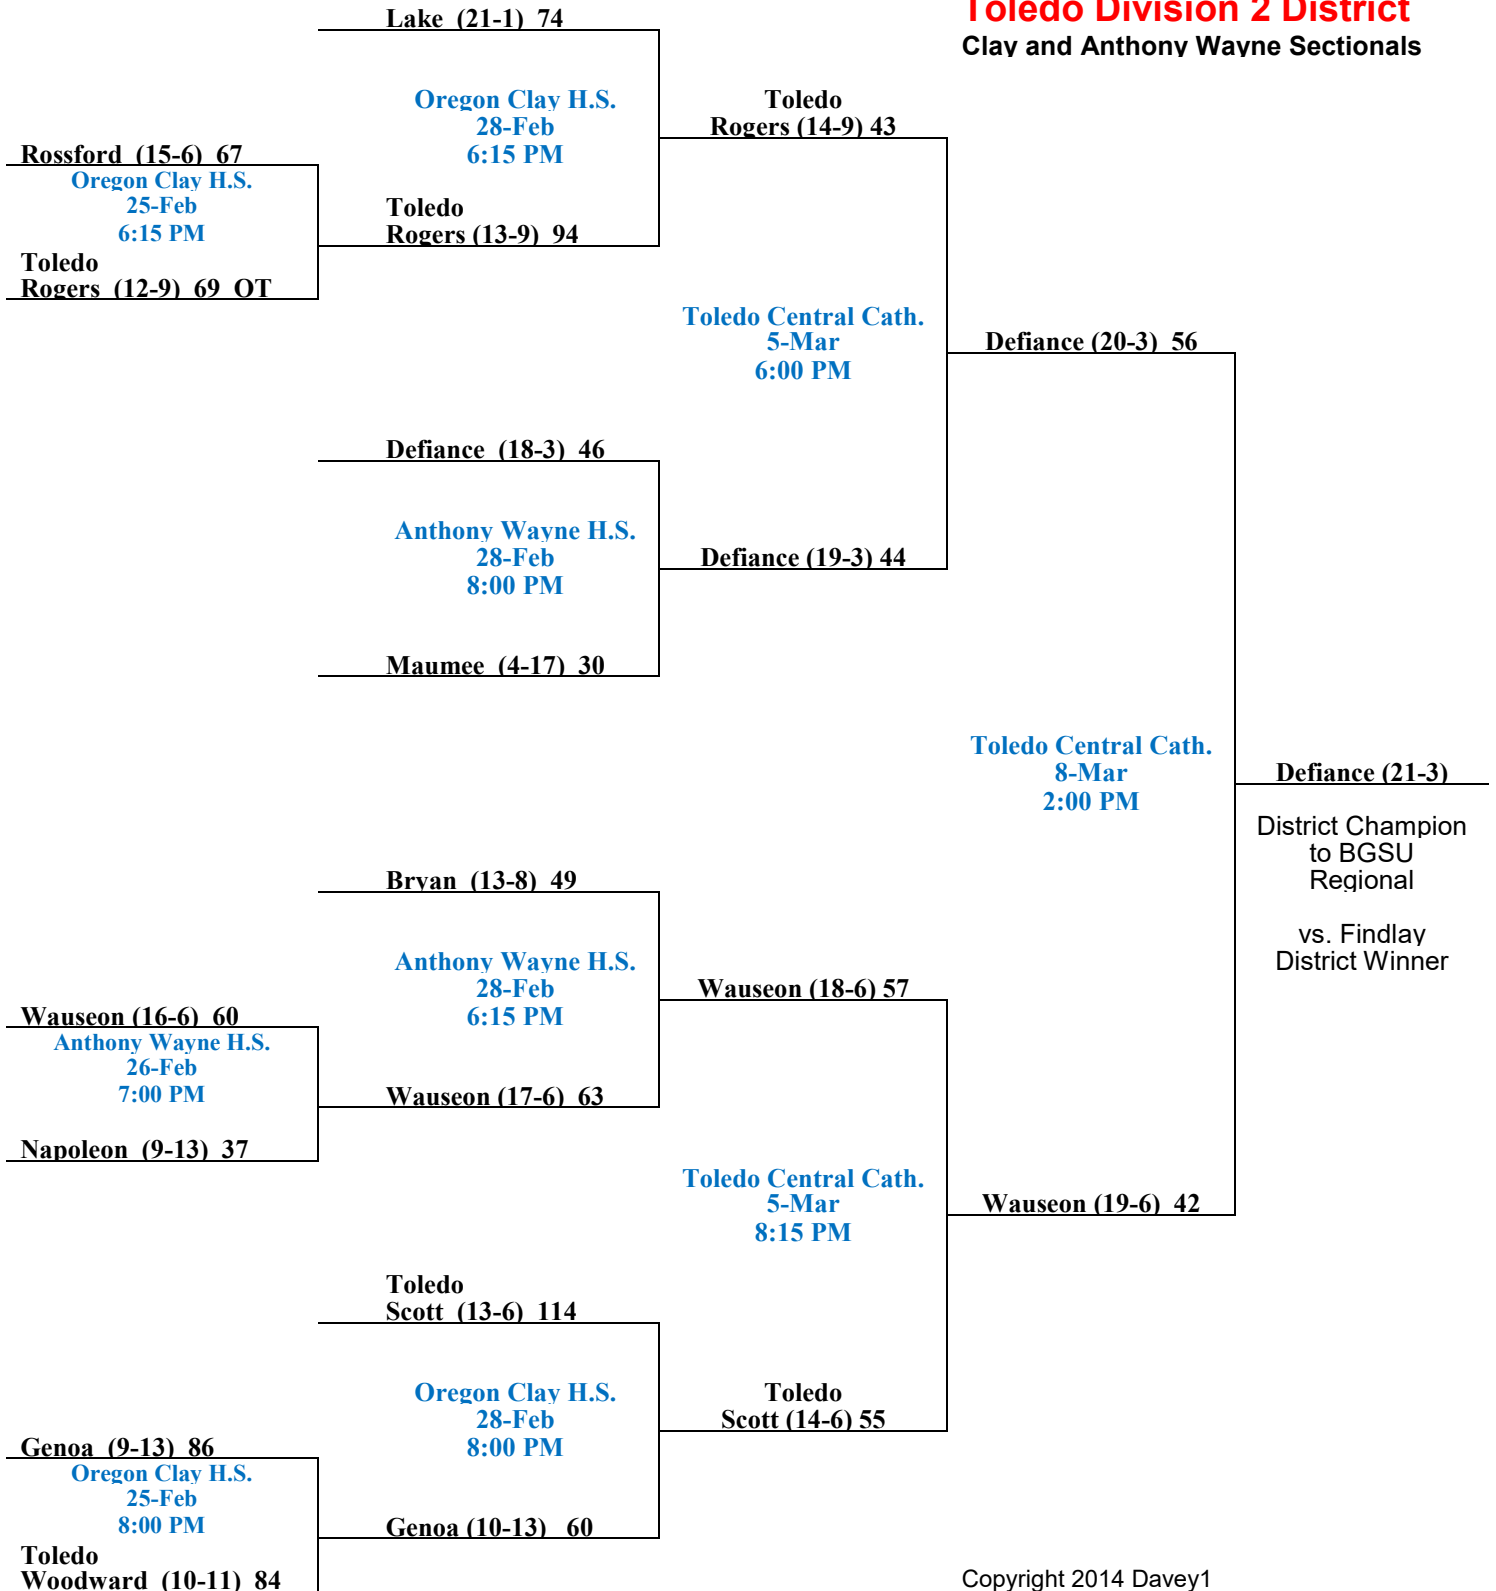 Toledo Division 2 District
Clay and Anthony Wayne Sectionals
Lake (21-1) 74
Oregon Clay H.S.
28-Feb
6:15 PM
Toledo
Rogers (14-9) 43
Rossford (15-6) 67
Oregon Clay H.S.
25-Feb
6:15 PM
Toledo
Rogers (12-9) 69 OT
Toledo
Rogers (13-9) 94
Toledo Central Cath.
5-Mar
6:00 PM
Defiance (20-3) 56
Defiance (18-3) 46
Anthony Wayne H.S.
28-Feb
8:00 PM
Defiance (19-3) 44
Maumee (4-17) 30
Toledo Central Cath.
8-Mar
2:00 PM
Defiance (21-3)
District Champion
to BGSU
Regional
vs. Findlay
District Winner
Bryan (13-8) 49
Anthony Wayne H.S.
28-Feb
6:15 PM
Wauseon (18-6) 57
Wauseon (16-6) 60
Anthony Wayne H.S.
26-Feb
7:00 PM
Napoleon (9-13) 37
Wauseon (17-6) 63
Toledo Central Cath.
5-Mar
8:15 PM
Wauseon (19-6) 42
Toledo
Scott (13-6) 114
Oregon Clay H.S.
28-Feb
8:00 PM
Toledo
Scott (14-6) 55
Genoa (9-13) 86
Oregon Clay H.S.
25-Feb
8:00 PM
Toledo
Woodward (10-11) 84
Genoa (10-13) 60
Copyright 2014 Davey1